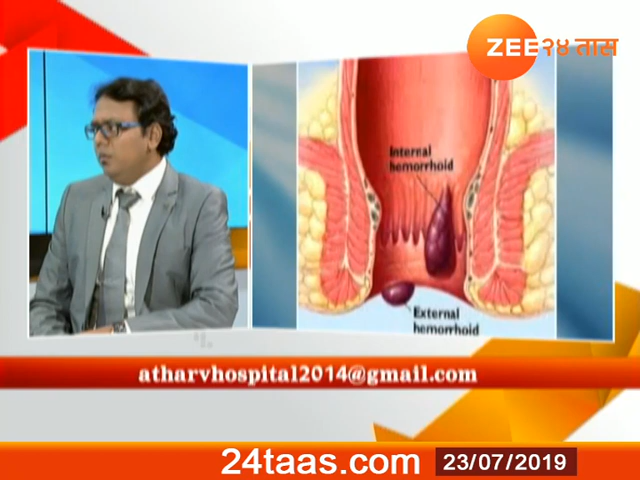 ZEE२४ तास
Internal
hemorrhoid
External
hemorrhoid
atharvhospital2014@gmail.com
24taas.com
23/07/2019